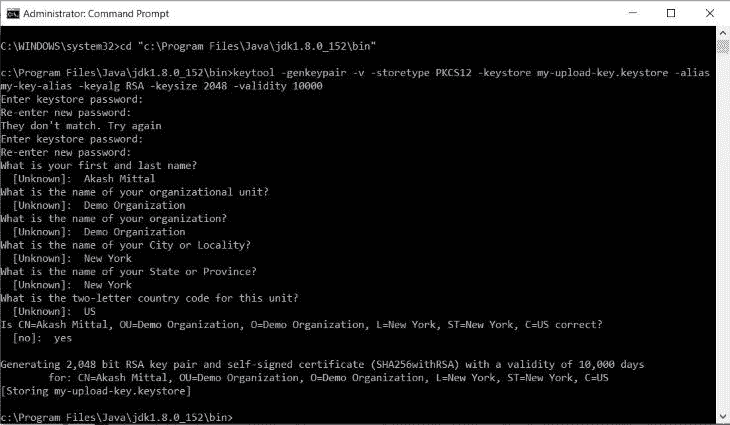 Administrator: Command Prompt
C:\WINDOWS\system32>cd "c:\Program Files\Java\jdk1.8.0_152\bin"
c:\Program Files\Java\jdk1.8.0_152\bin>keytool -genkeypair -v -storetype PKCS12 -keystore my-upload-key.keystore -alias
my-key-alias -keyalg RSA -keysize 2048 -validity 10000
Enter keystore password:
Re-enter new password:
They don't match. Try again
Enter keystore password:
Re-enter new password:
What is your first and last name?
[Unknown]:  Akash Mittal
What is the name of your organizational unit?
[Unknown]:  Demo Organization
What is the name of your organization?
[Unknown]:  Demo Organization
What is the name of your City or Locality?
[Unknown]:  New York
What is the name of your State or Province?
[Unknown]:  New York
What is the two-letter country code for this unit?
[Unknown]:  US
Is CN=Akash Mittal, OU=Demo Organization, O=Demo Organization, L=New York, ST=New York, C=US correct?
[no]:  yes
Generating 2,048 bit RSA key pair and self-signed certificate (SHA256withRSA) with a validity of 10,000 days
for: CN=Akash Mittal, OU=Demo Organization, O=Demo Organization, L=New York, ST=New York, C=US
[Storing my-upload-key.keystore]
c:\Program Files\Java\jdk1.8.0_152\bin>